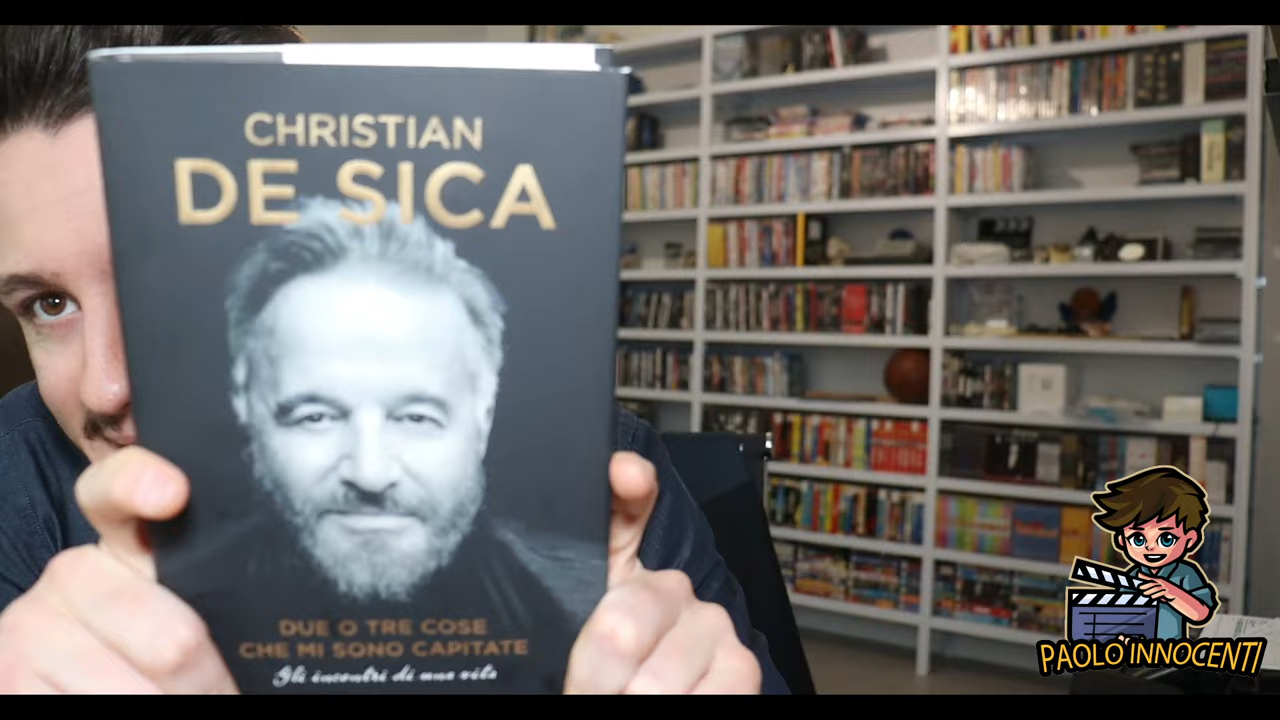 CHRISTIAN
DE SICA
DUE O TRE COSE
CHE MI SONO CAPITATE
Gli incontri di una vita
PAOLO INNOCENTI